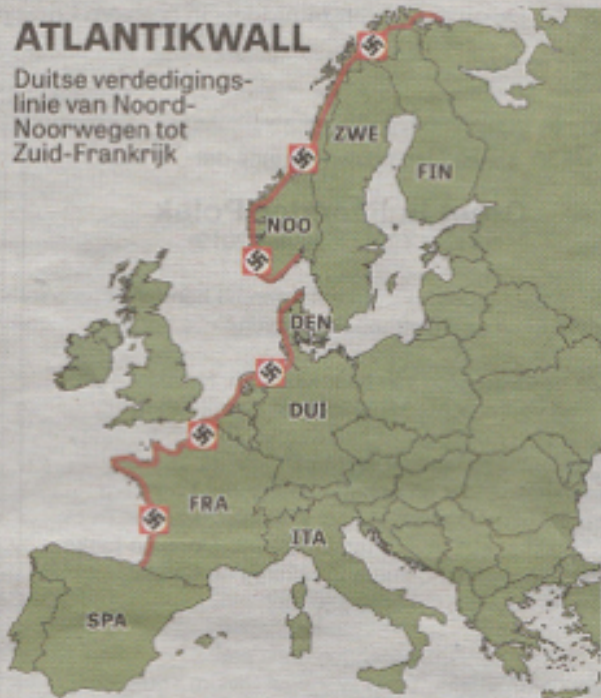 ATLANTIKWALL
Duitse verdedigings-
linie van Noord-
Noorwegen tot
Zuid-Frankrijk
ZWE
FIN
NOO
DEN
DUI
FRA
ITA
SPA